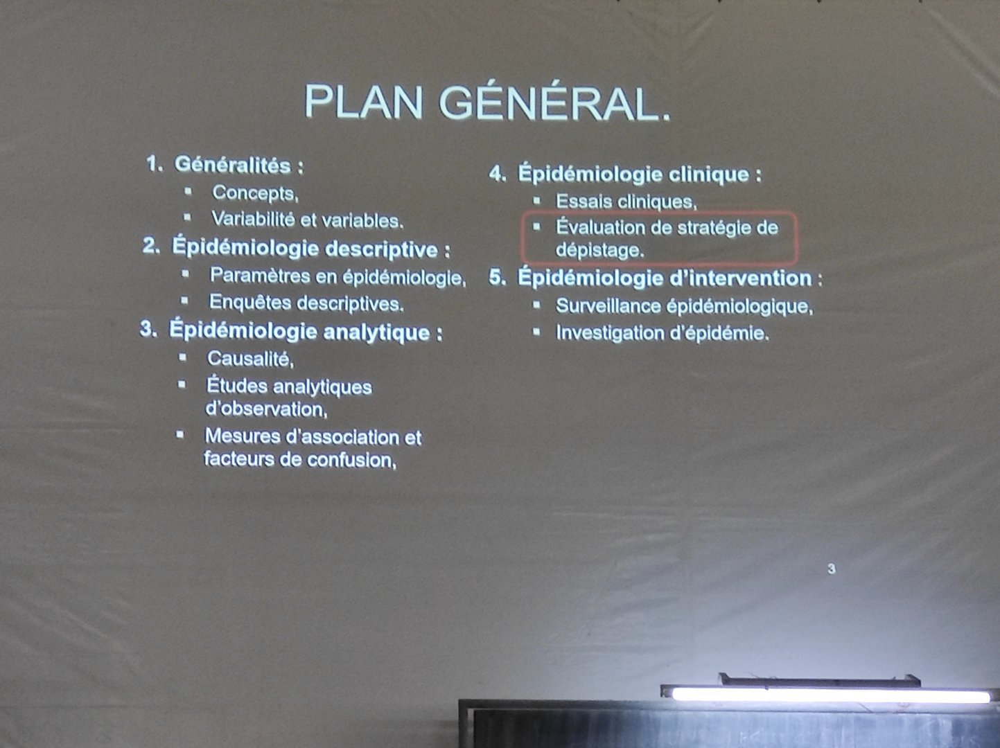 PLAN GÉNÉRAL.
1. Généralités :
▪ Concepts,
▪ Variabilité et variables.
2. Épidémiologie descriptive :
▪ Paramètres en épidémiologie,
▪ Enquêtes descriptives.
3. Épidémiologie analytique :
▪ Causalité,
▪ Études analytiques
d'observation,
▪ Mesures d'association et
facteurs de confusion,
4. Épidémiologie clinique :
▪ Essais cliniques,
▪ Évaluation de stratégie de
dépistage.
5. Épidémiologie d'intervention :
▪ Surveillance épidémiologique,
▪ Investigation d'épidémie.
3